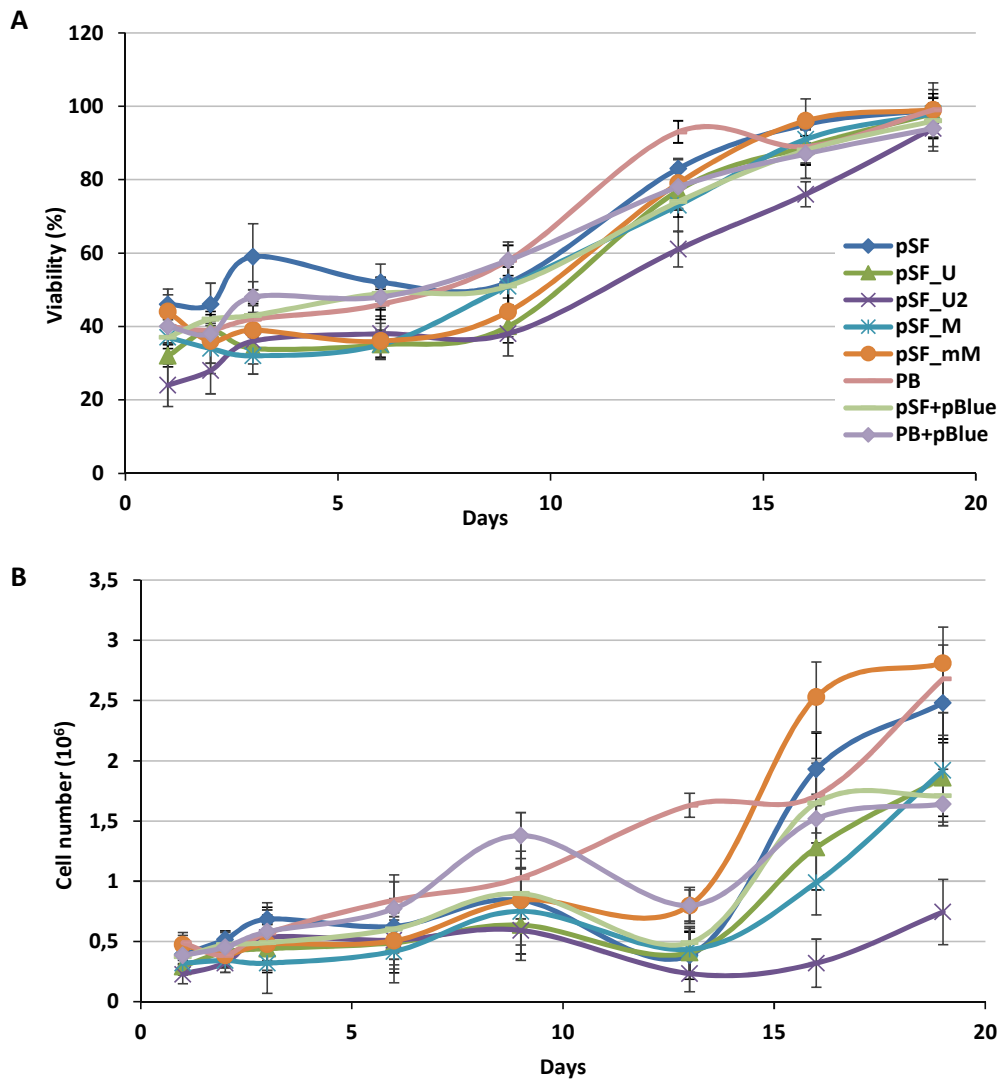 A
120
100
80
60
40
20
0
Viability (%)
0 5 10 15 20
Days
pSF
pSF_U
pSF_U2
pSF_M
pSF_mM
PB
pSF+pBlue
PB+pBlue
B
3,5
3
2,5
2
1,5
1
0,5
0
Cell number (10⁶)
0 5 10 15 20
Days